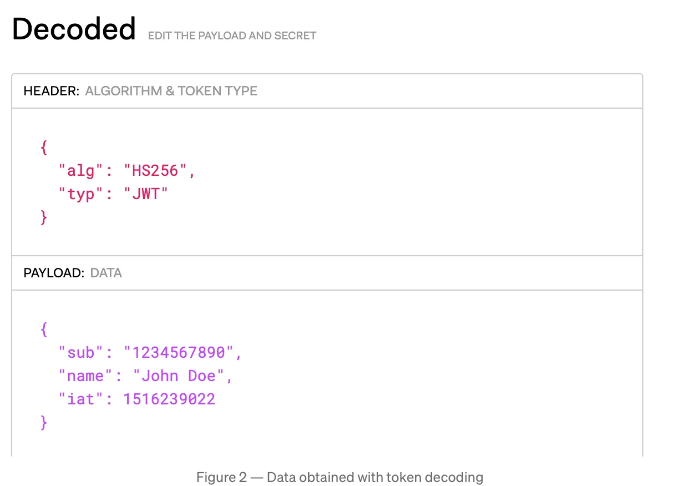 Decoded EDIT THE PAYLOAD AND SECRET
HEADER: ALGORITHM & TOKEN TYPE
{
"alg": "HS256",
"typ": "JWT"
}
PAYLOAD: DATA
{
"sub": "1234567890",
"name": "John Doe",
"iat": 1516239022
}
Figure 2 — Data obtained with token decoding